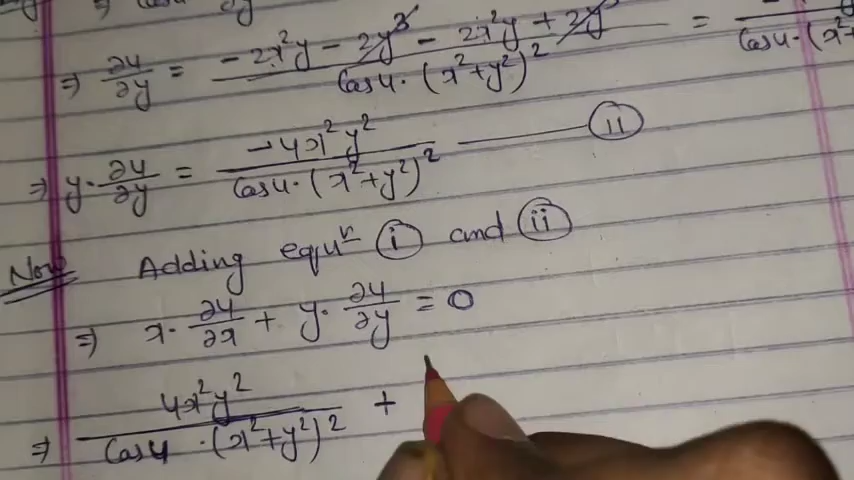 ⇒ ∂u/∂y = (-2x²y - 2y³ - 2x²y + 2y³) / (cos u · (x²+y²)²) =
⇒ y · ∂u/∂y = (-4x²y²) / (cos u · (x²+y²)²) ——— (ii)
Now Adding equⁿ (i) and (ii)
⇒ x · ∂u/∂x + y · ∂u/∂y = 0
⇒ (4x²y²) / (cos u · (x²+y²)²) +